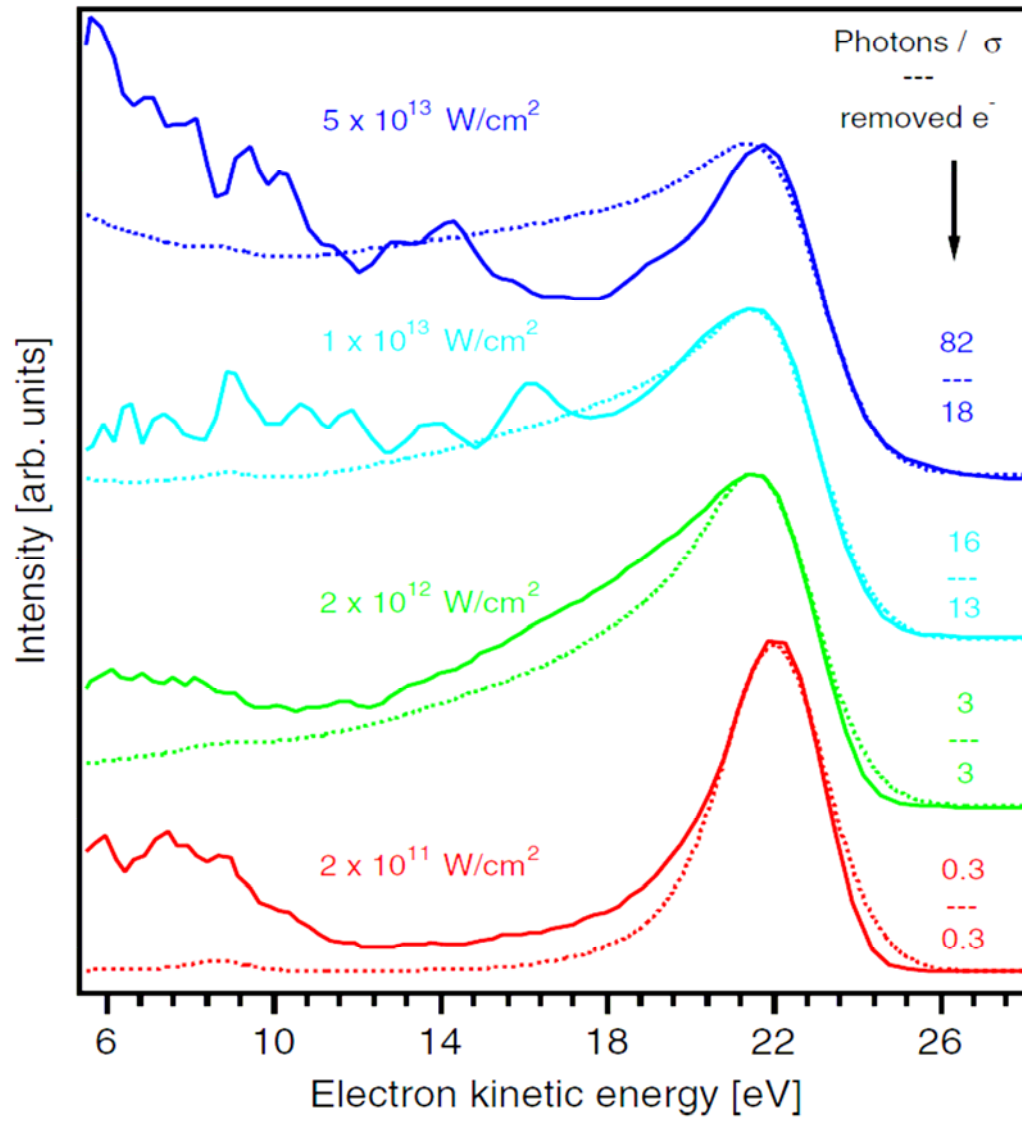 Photons / σ
---
removed e⁻
5 x 10¹³ W/cm²
1 x 10¹³ W/cm²
82
---
18
2 x 10¹² W/cm²
16
---
13
2 x 10¹¹ W/cm²
3
---
3
0.3
---
0.3
Intensity [arb. units]
6 10 14 18 22 26
Electron kinetic energy [eV]